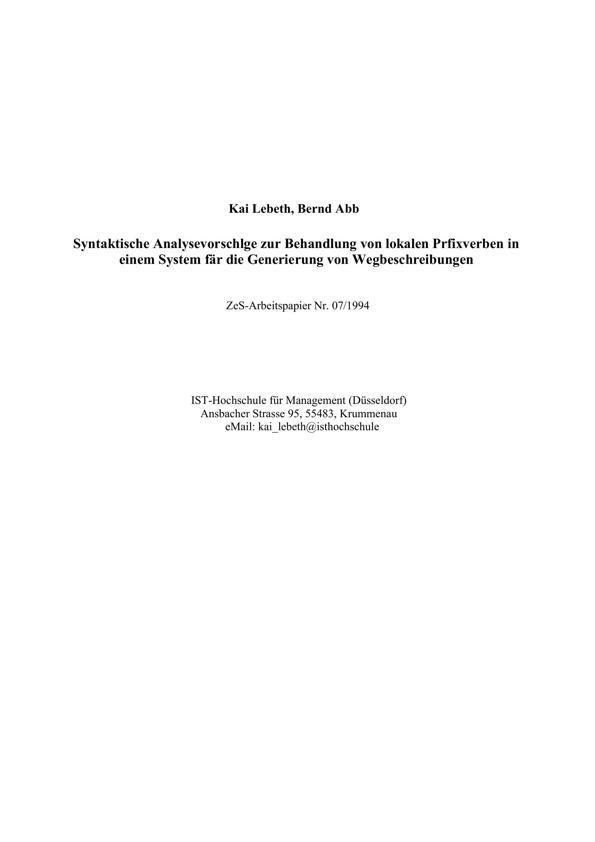 Kai Lebeth, Bernd Abb
Syntaktische Analysevorschlge zur Behandlung von lokalen Prfixverben in
einem System fär die Generierung von Wegbeschreibungen
ZeS-Arbeitspapier Nr. 07/1994
IST-Hochschule für Management (Düsseldorf)
Ansbacher Strasse 95, 55483, Krummenau
eMail: kai_lebeth@isthochschule